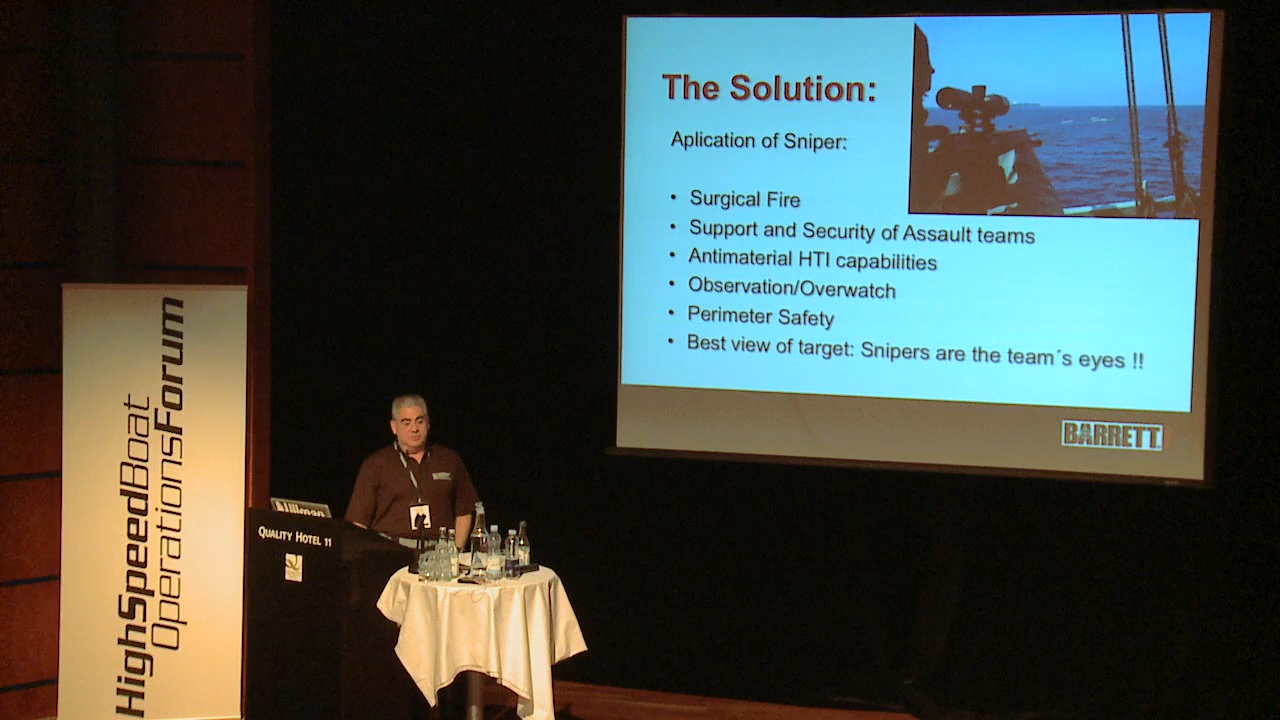 The Solution:
Aplication of Sniper:
• Surgical Fire
• Support and Security of Assault teams
• Antimaterial HTI capabilities
• Observation/Overwatch
• Perimeter Safety
• Best view of target: Snipers are the team´s eyes !!
BARRETT
HighSpeedBoat
OperationsForum
QUALITY HOTEL 11
Ullman